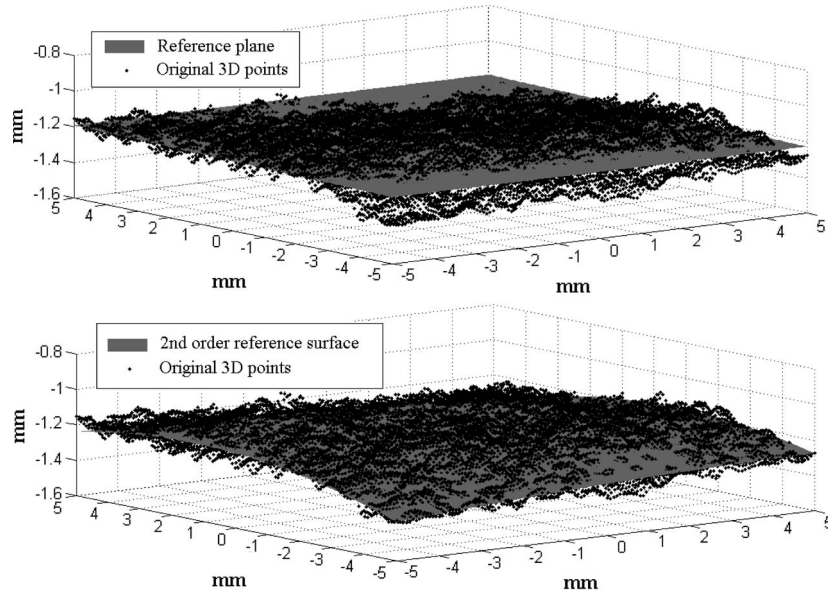 Reference plane
Original 3D points
-0.8
-1
-1.2
-1.4
-1.6
mm
5 4 3 2 1 0 -1 -2 -3 -4 -5
mm
-5 -4 -3 -2 -1 0 1 2 3 4 5
mm
2nd order reference surface
Original 3D points
-0.8
-1
-1.2
-1.4
-1.6
mm
5 4 3 2 1 0 -1 -2 -3 -4 -5
mm
-5 -4 -3 -2 -1 0 1 2 3 4 5
mm